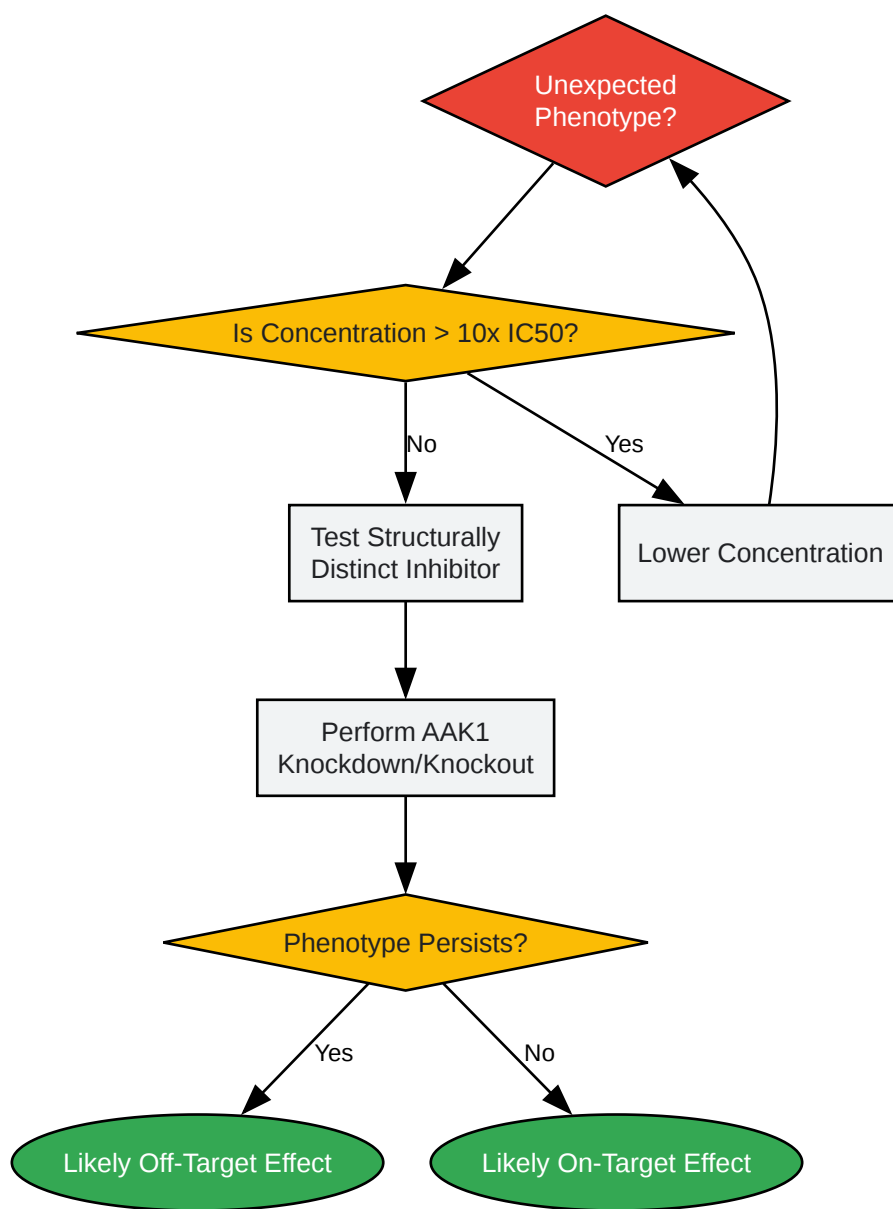 Unexpected
Phenotype?
Is Concentration > 10x IC50?
No
Yes
Test Structurally
Distinct Inhibitor
Lower Concentration
Perform AAK1
Knockdown/Knockout
Phenotype Persists?
Yes
No
Likely Off-Target Effect
Likely On-Target Effect